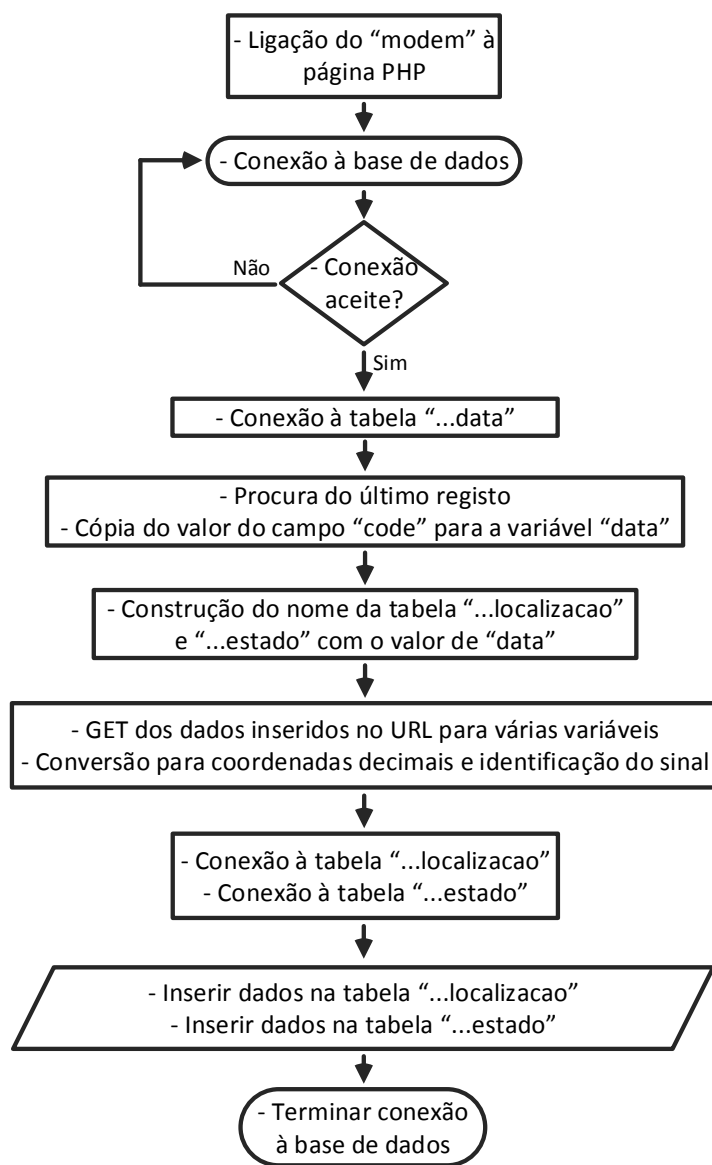 - Ligação do “modem” à
página PHP
- Conexão à base de dados
Não
- Conexão
aceite?
Sim
- Conexão à tabela “...data”
- Procura do último registo
- Cópia do valor do campo “code” para a variável “data”
- Construção do nome da tabela “...localizacao”
e “...estado” com o valor de “data”
- GET dos dados inseridos no URL para várias variáveis
- Conversão para coordenadas decimais e identificação do sinal
- Conexão à tabela “...localizacao”
- Conexão à tabela “...estado”
- Inserir dados na tabela “...localizacao”
- Inserir dados na tabela “...estado”
- Terminar conexão
à base de dados